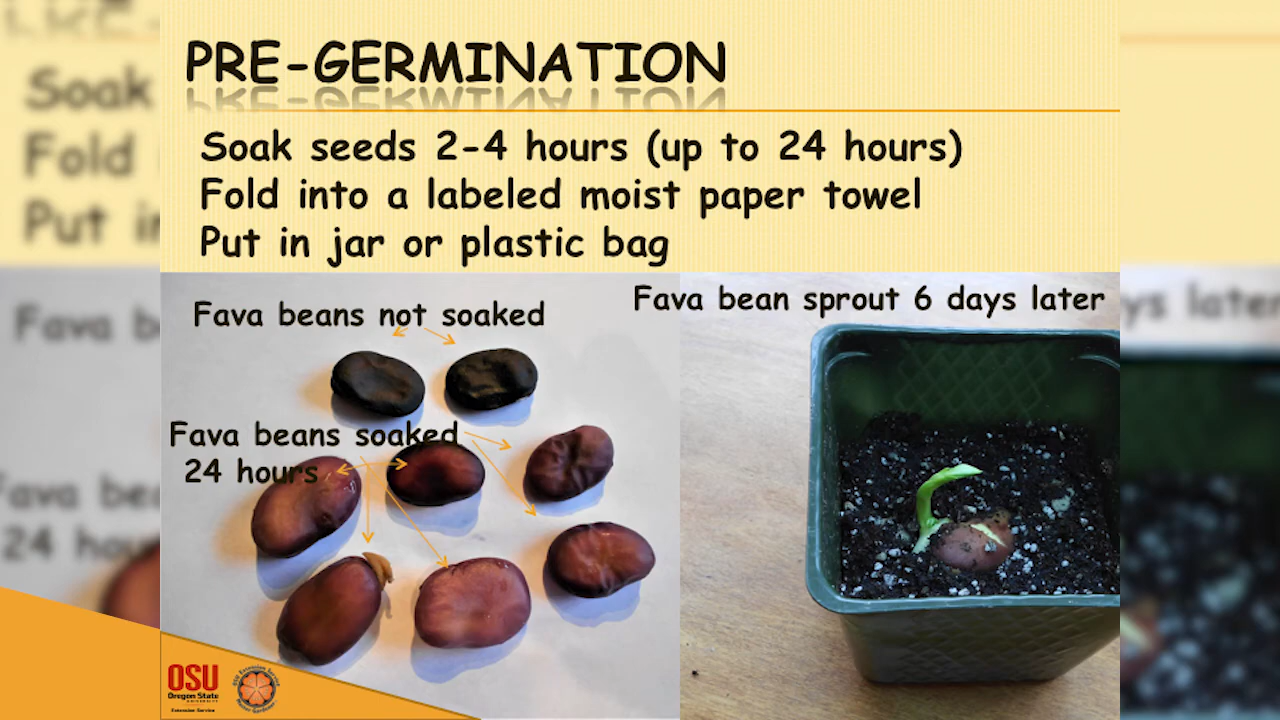 PRE-GERMINATION
Soak seeds 2-4 hours (up to 24 hours)
Fold into a labeled moist paper towel
Put in jar or plastic bag
Fava beans not soaked
Fava bean sprout 6 days later
Fava beans soaked
24 hours
OSU
Oregon State
Extension Service